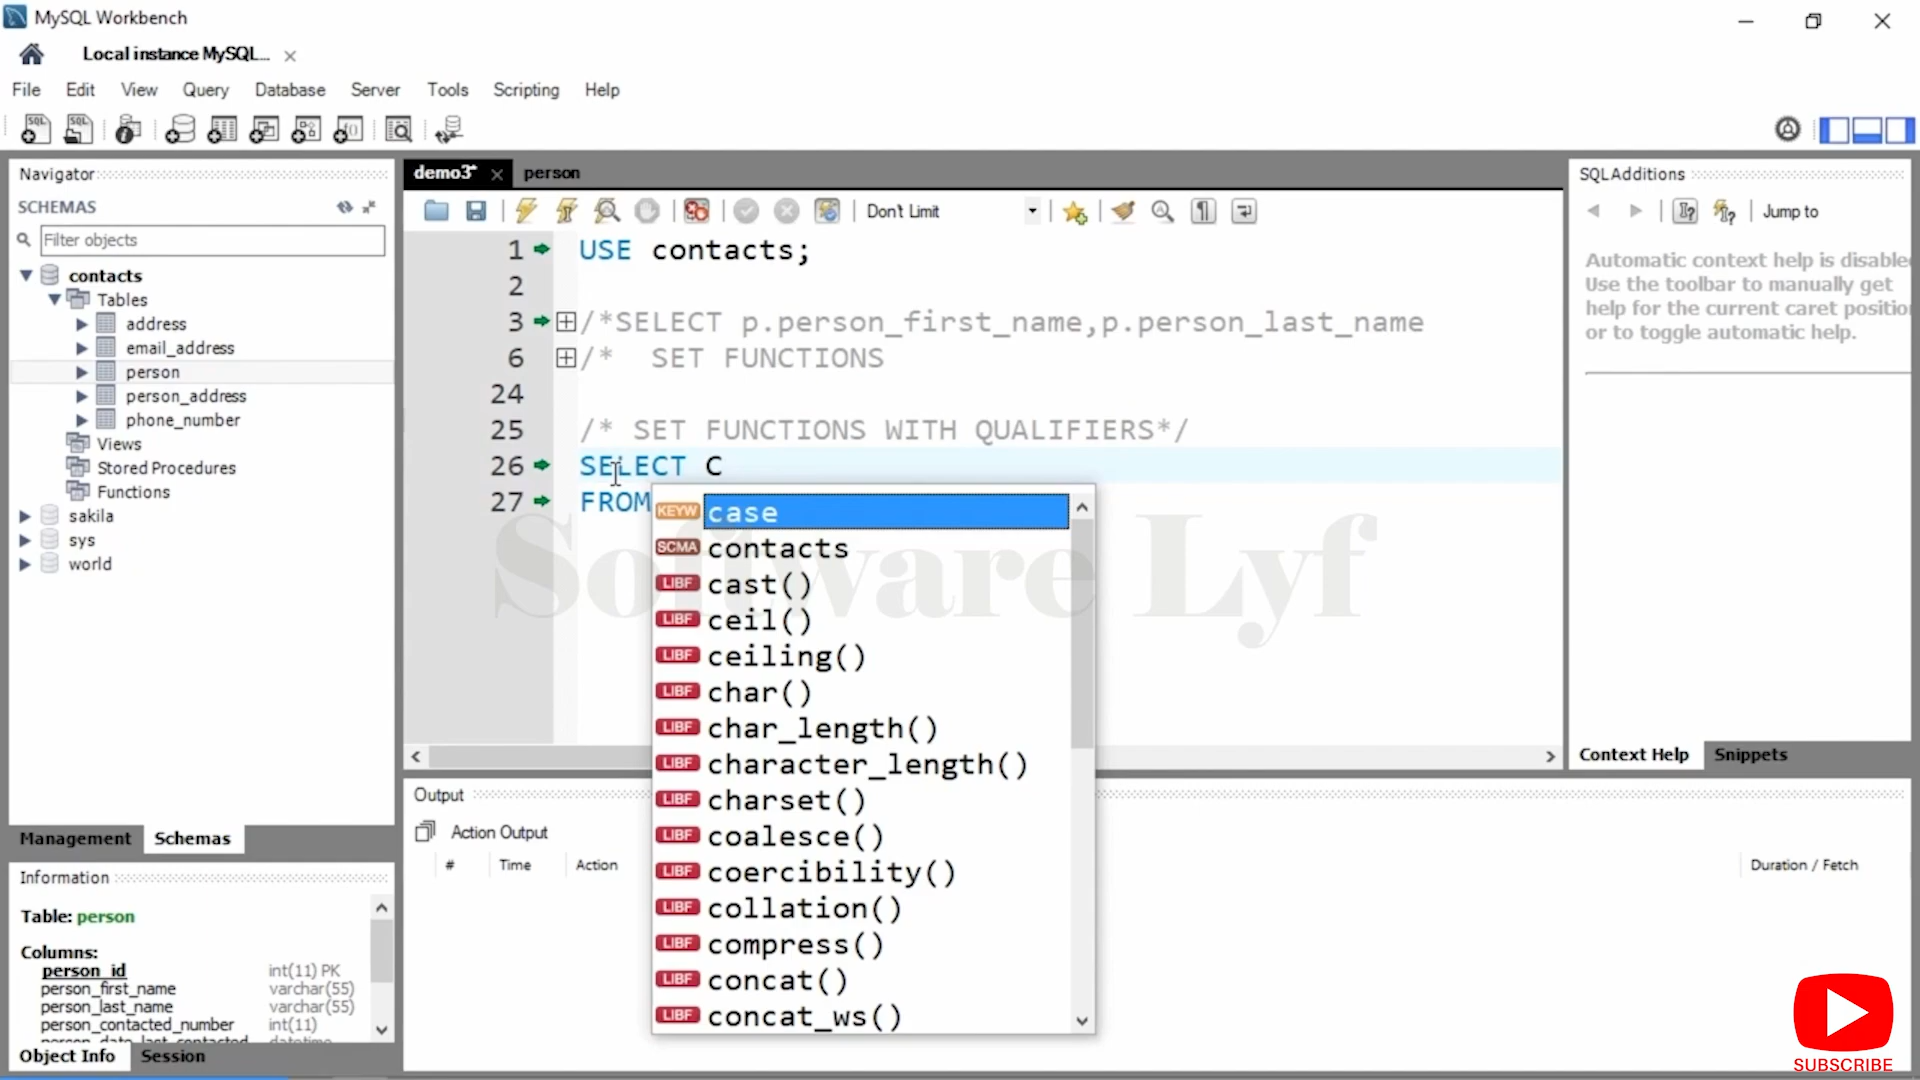 MySQL Workbench
Local instance MySQL...
File Edit View Query Database Server Tools Scripting Help
Navigator
SCHEMAS
Filter objects
contacts
Tables
address
email_address
person
person_address
phone_number
Views
Stored Procedures
Functions
sakila
sys
world
Management Schemas
Information
Table: person
Columns:
person_id int(11) PK
person_first_name varchar(55)
person_last_name varchar(55)
person_contacted_number int(11)
person_date_last_contacted datetime
Object Info Session
demo3* person
Don't Limit
1 USE contacts;
2
3 /*SELECT p.person_first_name,p.person_last_name
6 /* SET FUNCTIONS
24
25 /* SET FUNCTIONS WITH QUALIFIERS*/
26 SELECT C
27 FROM
KEYW case
SCMA contacts
LIBF cast()
LIBF ceil()
LIBF ceiling()
LIBF char()
LIBF char_length()
LIBF character_length()
LIBF charset()
LIBF coalesce()
LIBF coercibility()
LIBF collation()
LIBF compress()
LIBF concat()
LIBF concat_ws()
Software Lyf
Output
Action Output
# Time Action Duration / Fetch
SQLAdditions
Jump to
Automatic context help is disable
Use the toolbar to manually get
help for the current caret positio
or to toggle automatic help.
Context Help Snippets
SUBSCRIBE